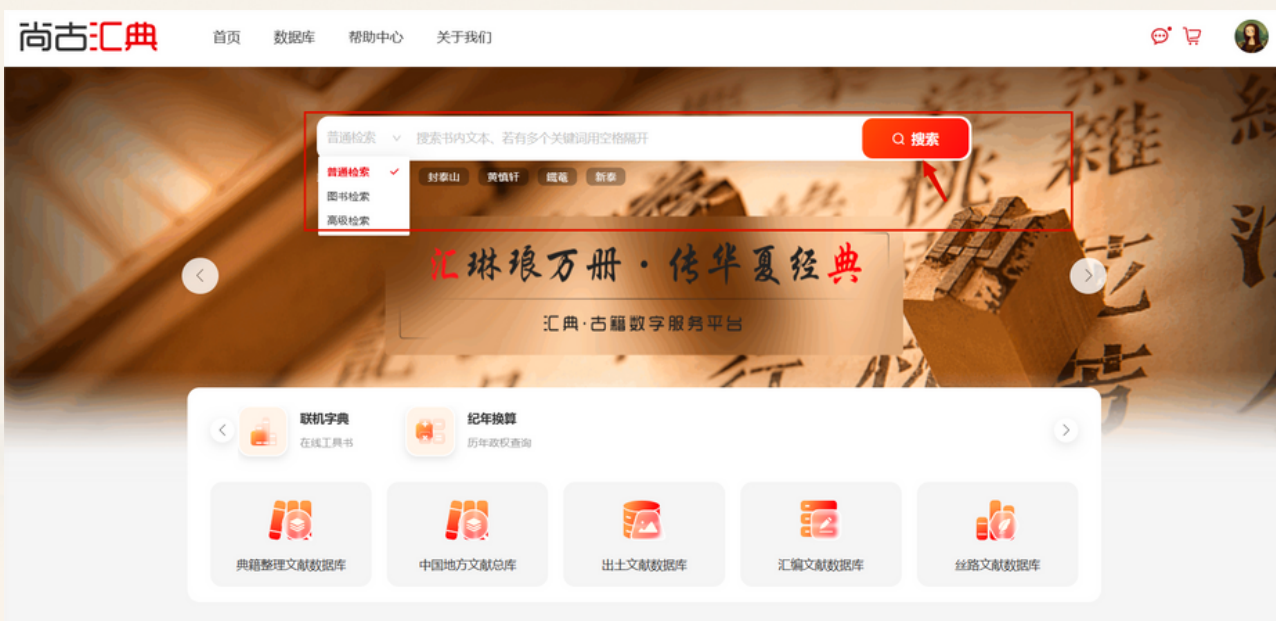 尚古汇典 首页 数据库 帮助中心 关于我们
普通检索 搜索书内文本、若有多个关键词用空格隔开 搜索
普通检索 封泰山 黄慎轩 新泰
图书检索
高级检索
汇琳琅万册·传华夏经典
汇典·古籍数字服务平台
联机字典 纪年换算
在线工具书 历年政权查询
典籍整理文献数据库 中国地方文献总库 出土文献数据库 汇编文献数据库 丝路文献数据库